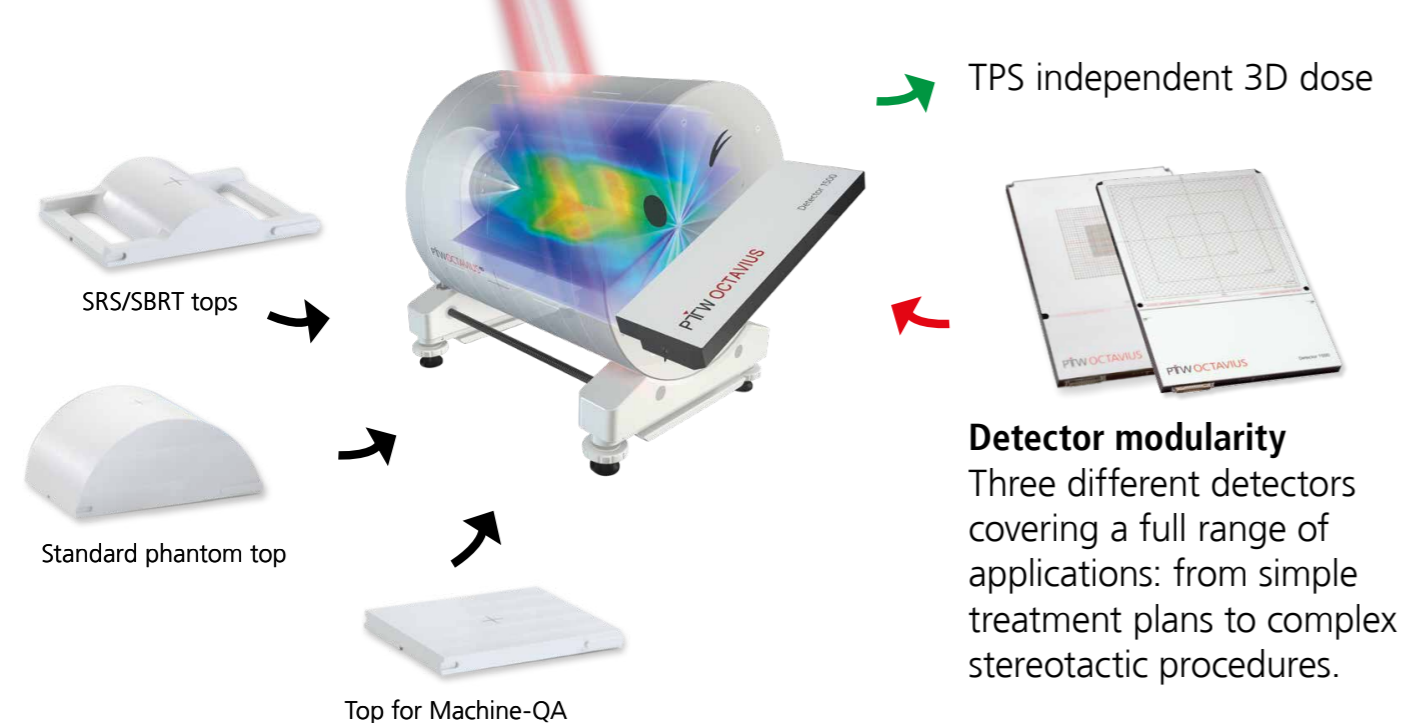 TPS independent 3D dose
Detector 1500
PTW OCTAVIUS
PTW OCTAVIUS®
SRS/SBRT tops
PTW OCTAVIUS
PTW OCTAVIUS
Detector 1500
Standard phantom top
Detector modularity
Three different detectors
covering a full range of
applications: from simple
treatment plans to complex
stereotactic procedures.
Top for Machine-QA